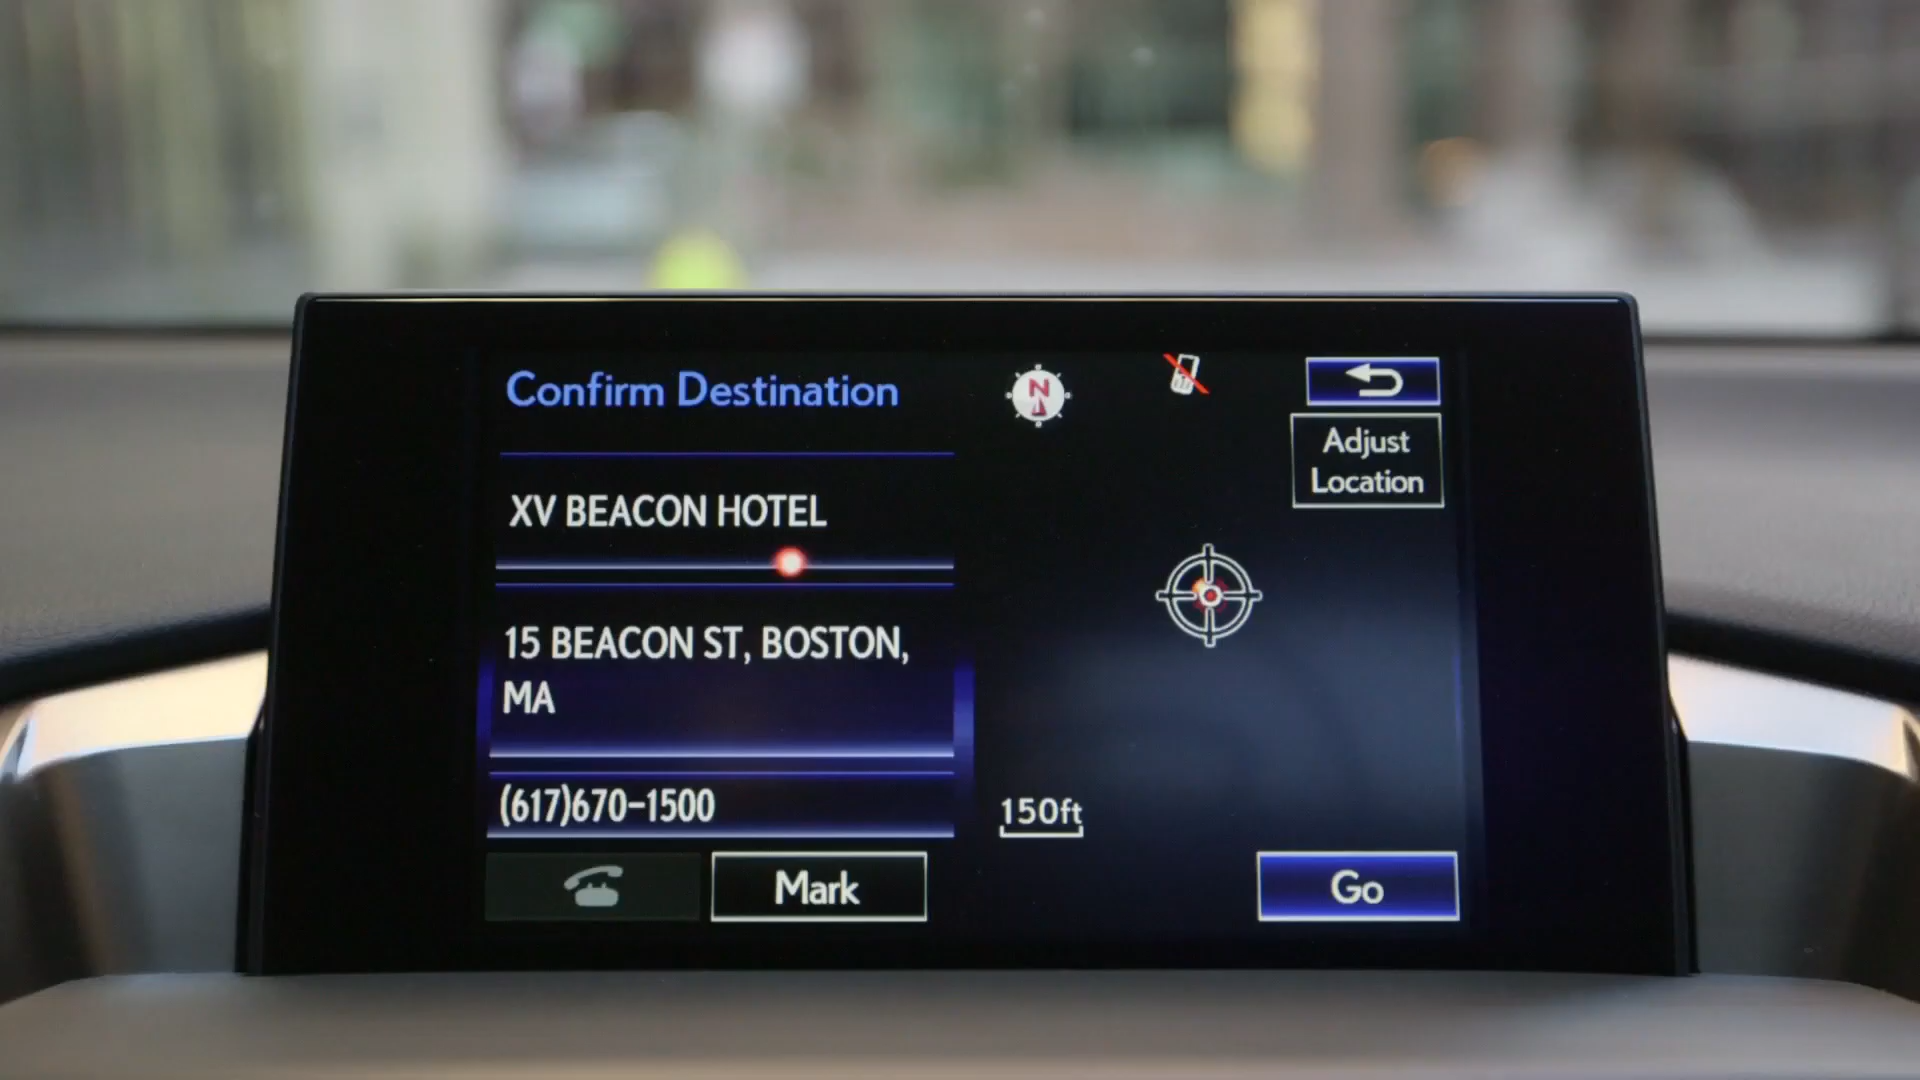 Confirm Destination
N
Adjust
Location
XV BEACON HOTEL
15 BEACON ST, BOSTON,
MA
(617)670-1500
150ft
Mark
Go